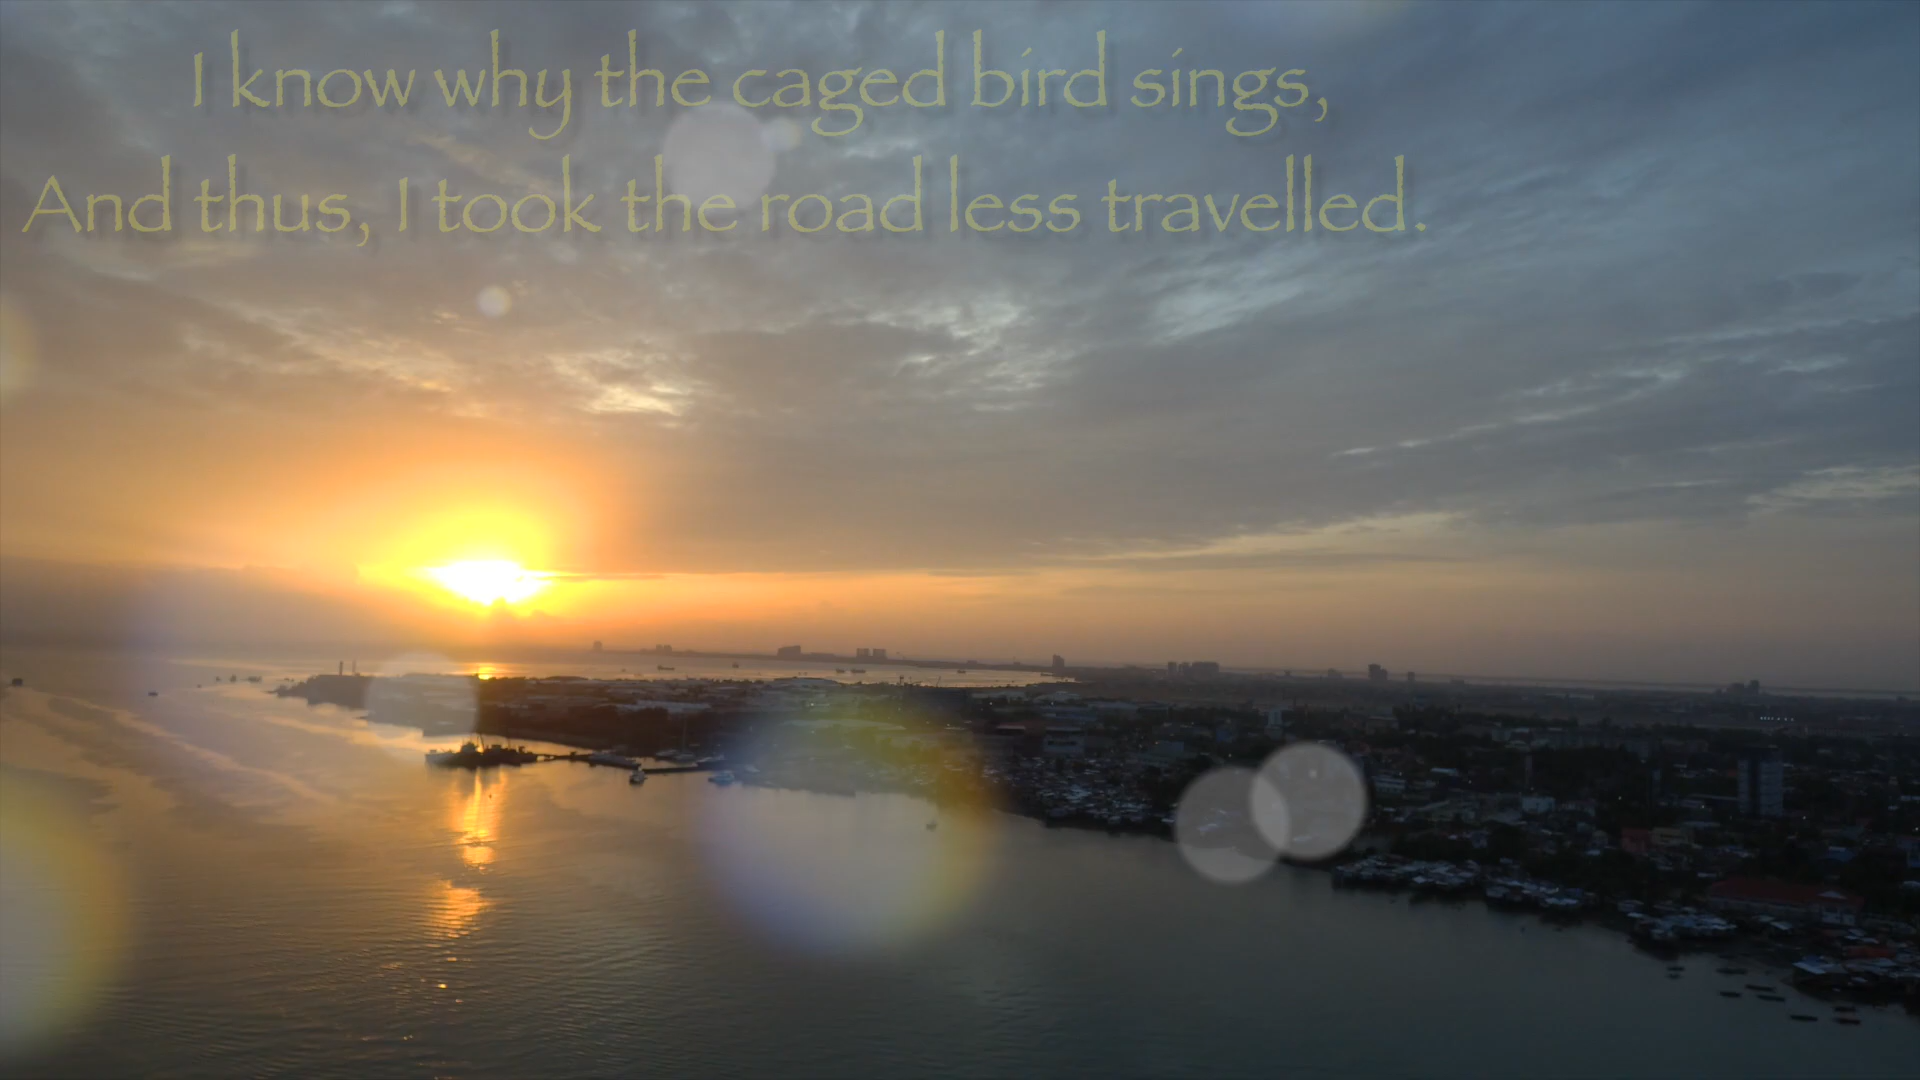 I know why the caged bird sings,
And thus, I took the road less travelled.